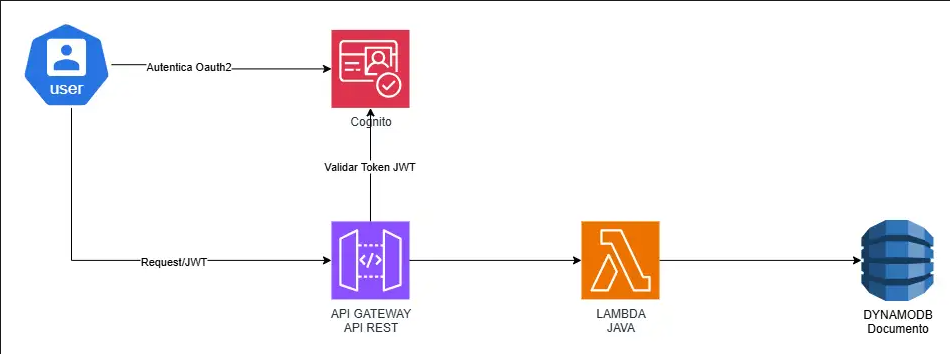 user
Autentica Oauth2
Cognito
Validar Token JWT
Request/JWT
</>
API GATEWAY
API REST
LAMBDA
JAVA
DYNAMODB
Documento